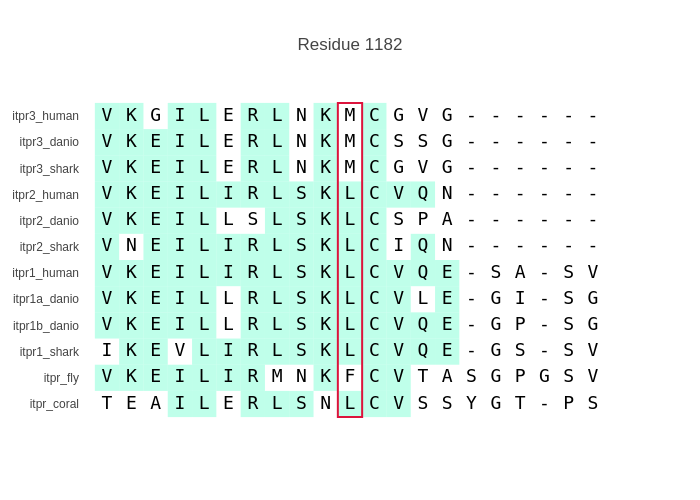 Residue 1182
itpr3_human V K G I L E R L N K M C G V G - - - - - -
itpr3_danio V K E I L E R L N K M C S S G - - - - - -
itpr3_shark V K E I L E R L N K M C G V G - - - - - -
itpr2_human V K E I L I R L S K L C V Q N - - - - - -
itpr2_danio V K E I L L S L S K L C S P A - - - - - -
itpr2_shark V N E I L I R L S K L C I Q N - - - - - -
itpr1_human V K E I L I R L S K L C V Q E - S A - S V
itpr1a_danio V K E I L L R L S K L C V L E - G I - S G
itpr1b_danio V K E I L L R L S K L C V Q E - G P - S G
itpr1_shark I K E V L I R L S K L C V Q E - G S - S V
itpr_fly V K E I L I R M N K F C V T A S G P G S V
itpr_coral T E A I L E R L S N L C V S S Y G T - P S